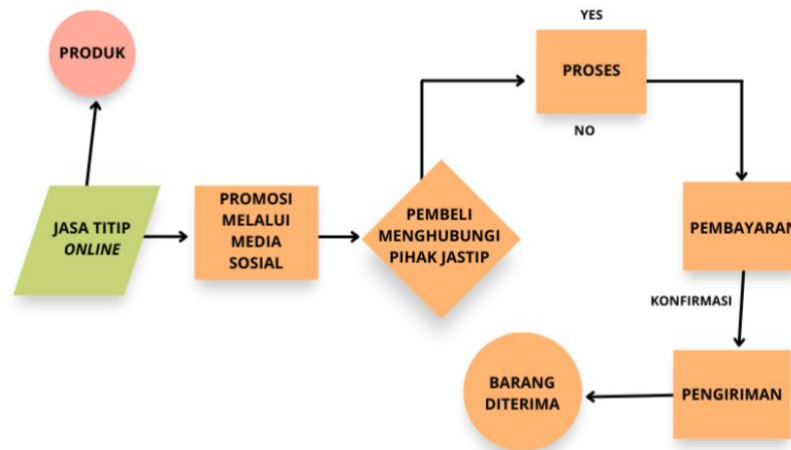 PRODUK
JASA TITIP
ONLINE
PROMOSI
MELALUI
MEDIA
SOSIAL
PEMBELI
MENGHUBUNGI
PIHAK JASTIP
YES
PROSES
NO
PEMBAYARAN
KONFIRMASI
PENGIRIMAN
BARANG
DITERIMA